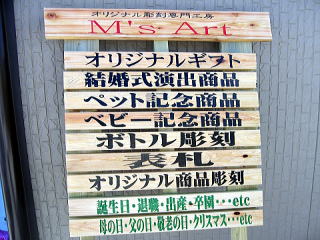 オリジナル彫刻専門工房
M's Art
オリジナルギフト
結婚式演出商品
ペット記念商品
ベビー記念商品
ボトル彫刻
表札
オリジナル商品彫刻
誕生日・退職・出産・卒園・・・etc
母の日・父の日・敬老の日・クリスマス・・・etc